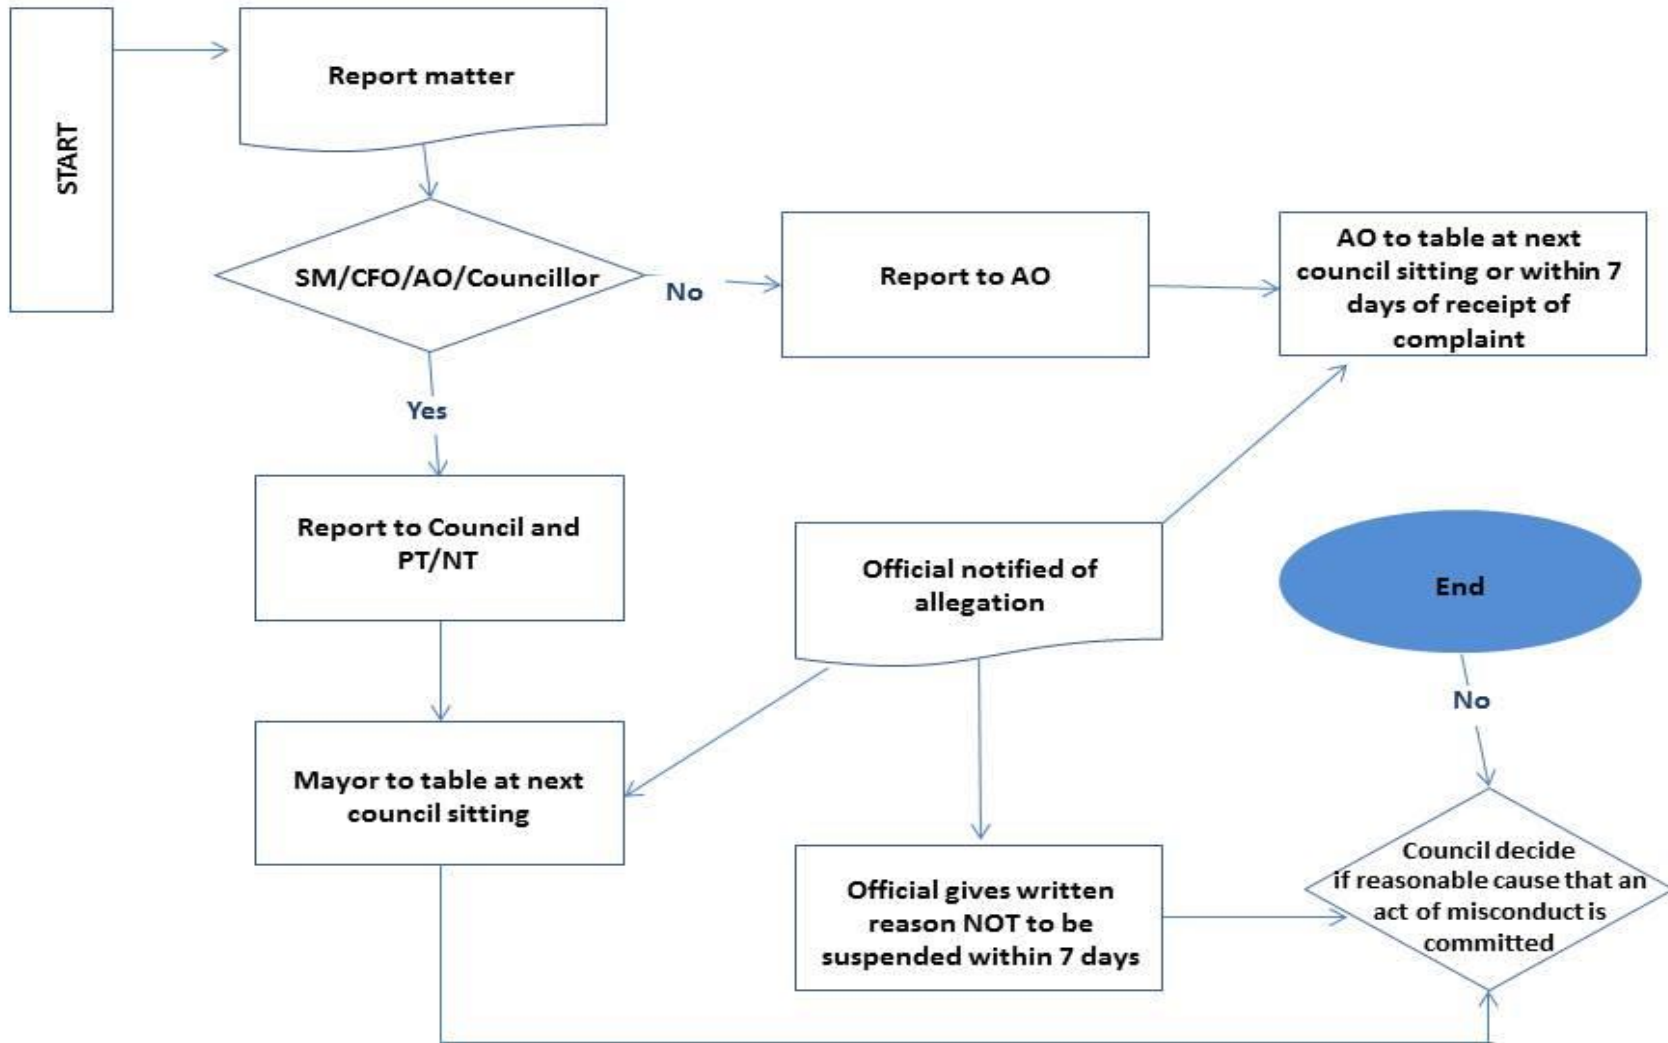 START
Report matter
SM/CFO/AO/Councillor
No
Report to AO
AO to table at next
council sitting or within 7
days of receipt of
complaint
Yes
Report to Council and
PT/NT
Official notified of
allegation
End
No
Mayor to table at next
council sitting
Official gives written
reason NOT to be
suspended within 7 days
Council decide
if reasonable cause that an
act of misconduct is
committed